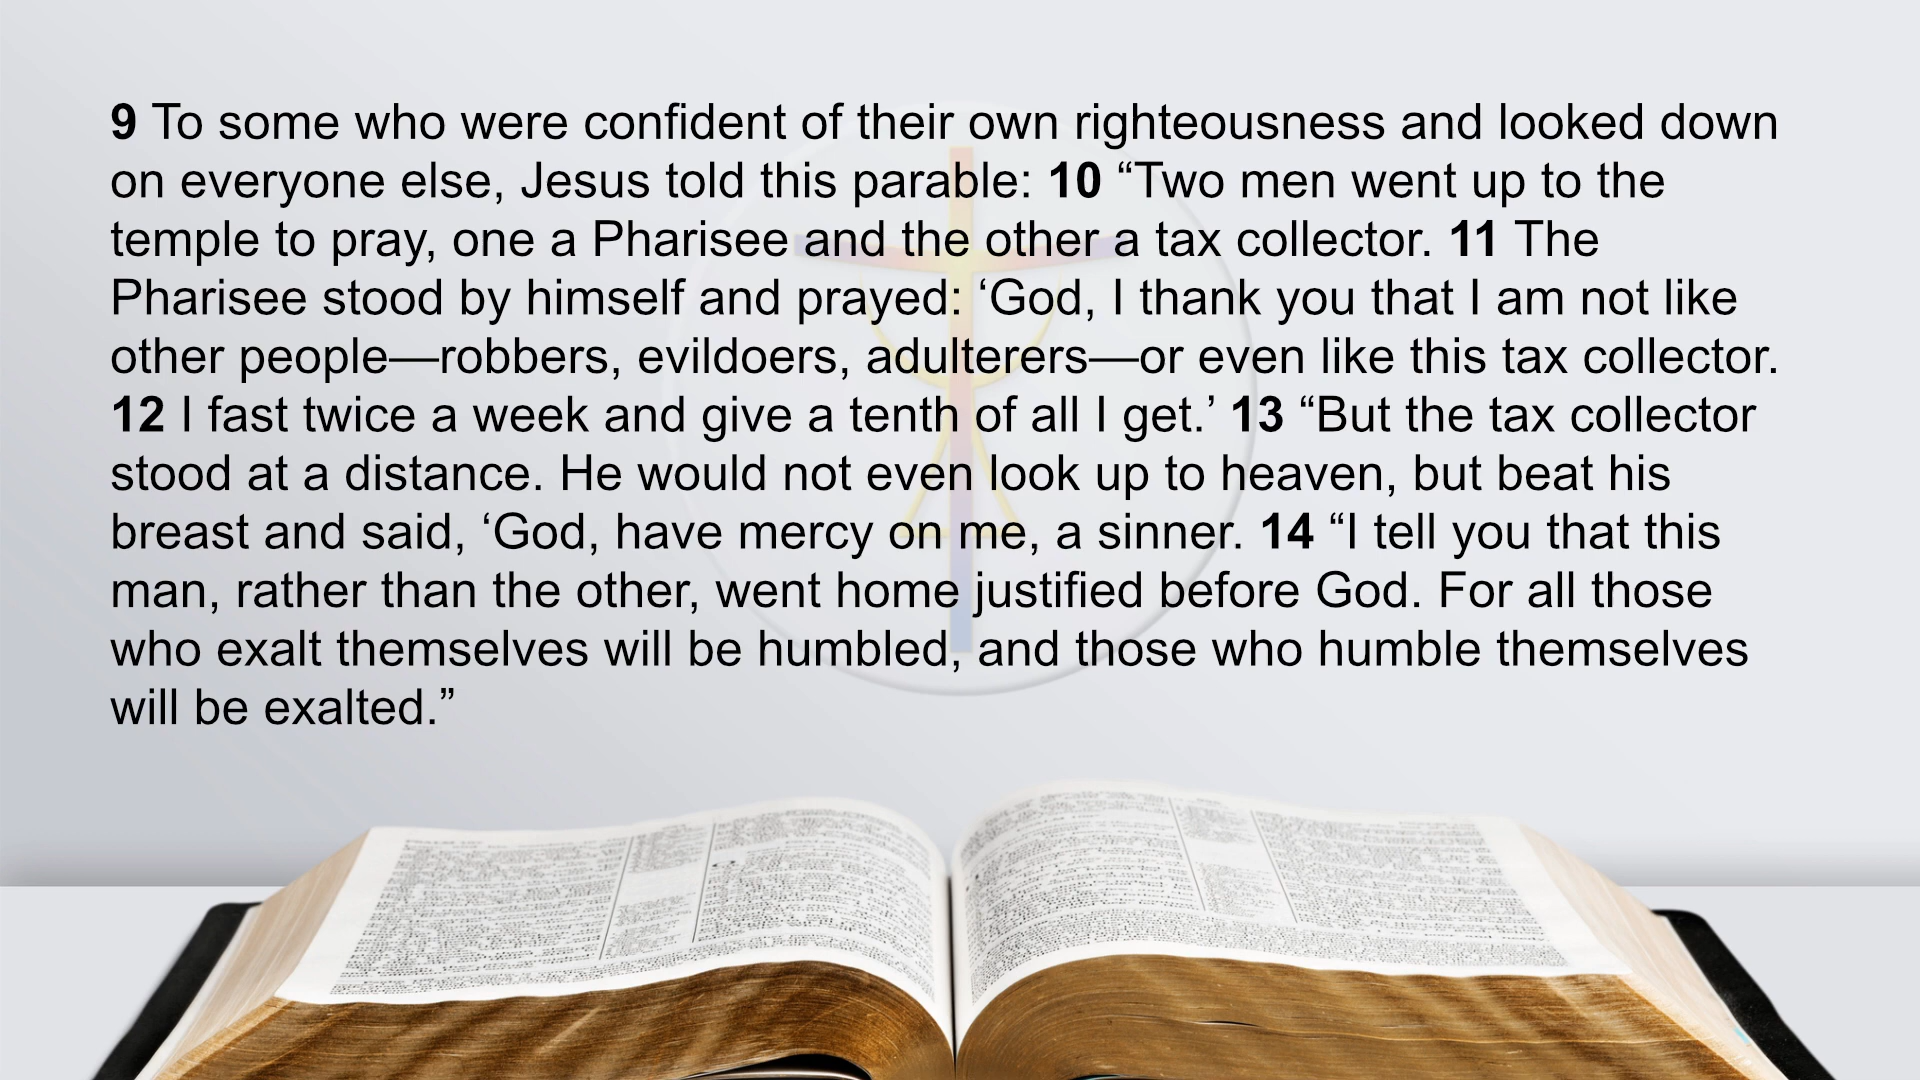 9 To some who were confident of their own righteousness and looked down
on everyone else, Jesus told this parable: 10 “Two men went up to the
temple to pray, one a Pharisee and the other a tax collector. 11 The
Pharisee stood by himself and prayed: ‘God, I thank you that I am not like
other people—robbers, evildoers, adulterers—or even like this tax collector.
12 I fast twice a week and give a tenth of all I get.’ 13 “But the tax collector
stood at a distance. He would not even look up to heaven, but beat his
breast and said, ‘God, have mercy on me, a sinner. 14 “I tell you that this
man, rather than the other, went home justified before God. For all those
who exalt themselves will be humbled, and those who humble themselves
will be exalted.”